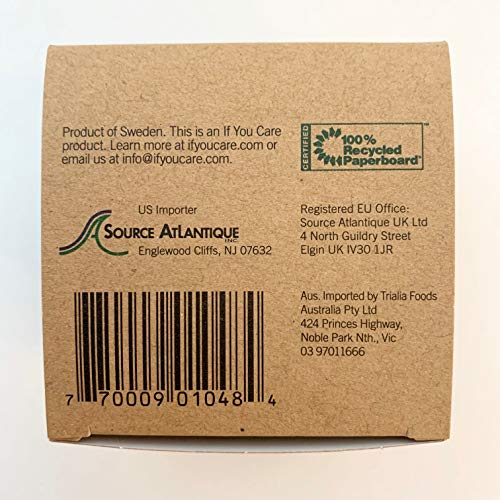 Product of Sweden. This is an If You Care
product. Learn more at ifyoucare.com or
email us at info@ifyoucare.com
CERTIFIED
100%
Recycled
Paperboard™
US Importer
SOURCE ATLANTIQUE
INC.
Englewood Cliffs, NJ 07632
Registered EU Office:
Source Atlantique UK Ltd
4 North Guildry Street
Elgin UK IV30 1JR
Aus. Imported by Trialia Foods
Australia Pty Ltd
424 Princes Highway,
Noble Park Nth., Vic
03 97011666
7 70009 01048 4